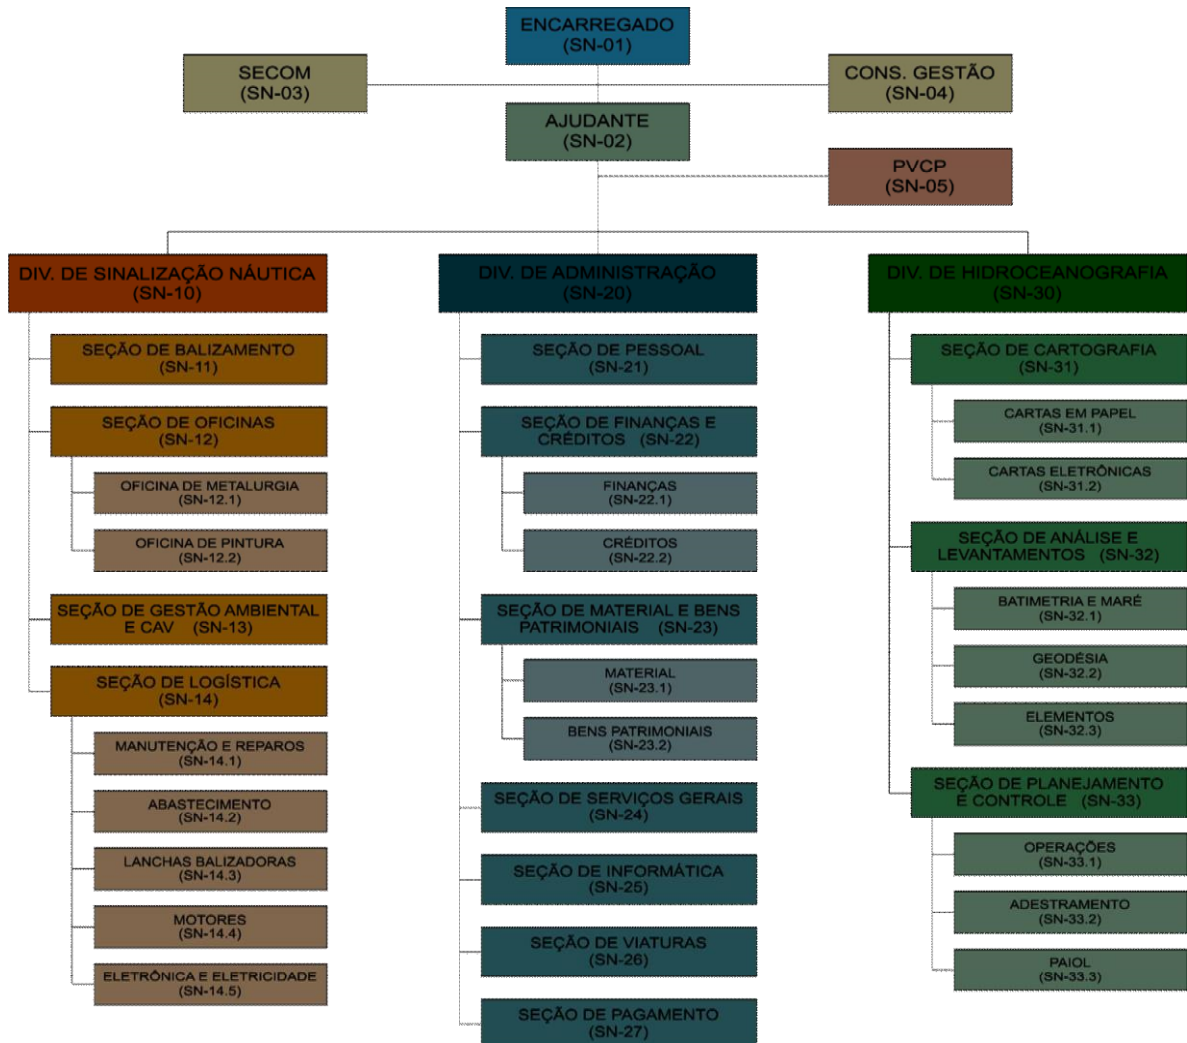 ENCARREGADO
(SN-01)
SECOM
(SN-03)
CONS. GESTÃO
(SN-04)
AJUDANTE
(SN-02)
PVCP
(SN-05)
DIV. DE SINALIZAÇÃO NÁUTICA
(SN-10)
SEÇÃO DE BALIZAMENTO
(SN-11)
SEÇÃO DE OFICINAS
(SN-12)
OFICINA DE METALURGIA
(SN-12.1)
OFICINA DE PINTURA
(SN-12.2)
SEÇÃO DE GESTÃO AMBIENTAL
E CAV (SN-13)
SEÇÃO DE LOGÍSTICA
(SN-14)
MANUTENÇÃO E REPAROS
(SN-14.1)
ABASTECIMENTO
(SN-14.2)
LANCHAS BALIZADORAS
(SN-14.3)
MOTORES
(SN-14.4)
ELETRÔNICA E ELETRICIDADE
(SN-14.5)
DIV. DE ADMINISTRAÇÃO
(SN-20)
SEÇÃO DE PESSOAL
(SN-21)
SEÇÃO DE FINANÇAS E
CRÉDITOS (SN-22)
FINANÇAS
(SN-22.1)
CRÉDITOS
(SN-22.2)
SEÇÃO DE MATERIAL E BENS
PATRIMONIAIS (SN-23)
MATERIAL
(SN-23.1)
BENS PATRIMONIAIS
(SN-23.2)
SEÇÃO DE SERVIÇOS GERAIS
(SN-24)
SEÇÃO DE INFORMÁTICA
(SN-25)
SEÇÃO DE VIATURAS
(SN-26)
SEÇÃO DE PAGAMENTO
(SN-27)
DIV. DE HIDROCEANOGRAFIA
(SN-30)
SEÇÃO DE CARTOGRAFIA
(SN-31)
CARTAS EM PAPEL
(SN-31.1)
CARTAS ELETRÔNICAS
(SN-31.2)
SEÇÃO DE ANÁLISE E
LEVANTAMENTOS (SN-32)
BATIMETRIA E MARÉ
(SN-32.1)
GEODÉSIA
(SN-32.2)
ELEMENTOS
(SN-32.3)
SEÇÃO DE PLANEJAMENTO
E CONTROLE (SN-33)
OPERAÇÕES
(SN-33.1)
ADESTRAMENTO
(SN-33.2)
PAIOL
(SN-33.3)